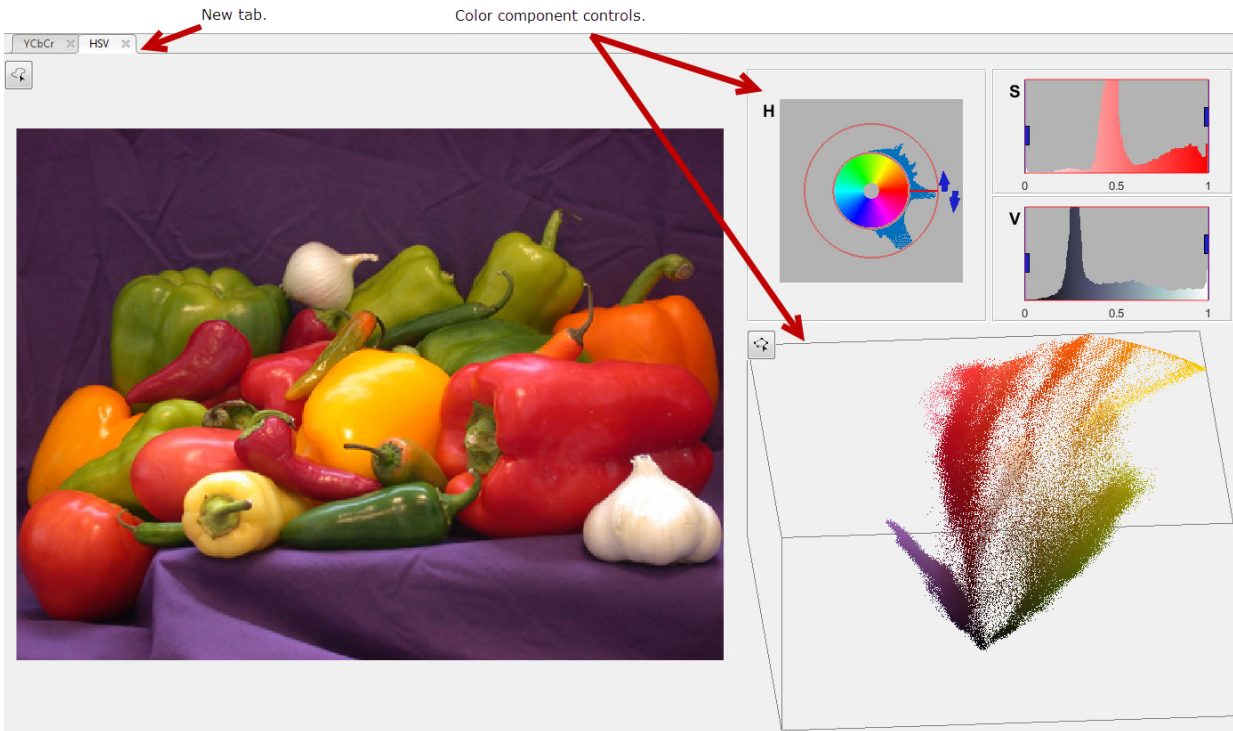 New tab.
Color component controls.
YCbCr
HSV
H
S
0 0.5 1
V
0 0.5 1